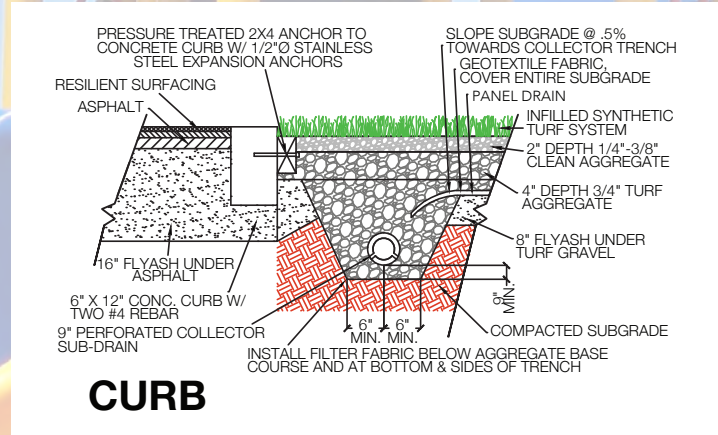 PRESSURE TREATED 2X4 ANCHOR TO
CONCRETE CURB W/ 1/2"Ø STAINLESS
STEEL EXPANSION ANCHORS
RESILIENT SURFACING
ASPHALT
SLOPE SUBGRADE @ .5%
TOWARDS COLLECTOR TRENCH
GEOTEXTILE FABRIC,
COVER ENTIRE SUBGRADE
PANEL DRAIN
INFILLED SYNTHETIC
TURF SYSTEM
2" DEPTH 1/4"-3/8"
CLEAN AGGREGATE
4" DEPTH 3/4" TURF
AGGREGATE
8" FLYASH UNDER
TURF GRAVEL
16" FLYASH UNDER
ASPHALT
6" X 12" CONC. CURB W/
TWO #4 REBAR
9" PERFORATED COLLECTOR
SUB-DRAIN
6"
MIN.
6"
MIN.
9"
MIN.
COMPACTED SUBGRADE
INSTALL FILTER FABRIC BELOW AGGREGATE BASE
COURSE AND AT BOTTOM & SIDES OF TRENCH
CURB